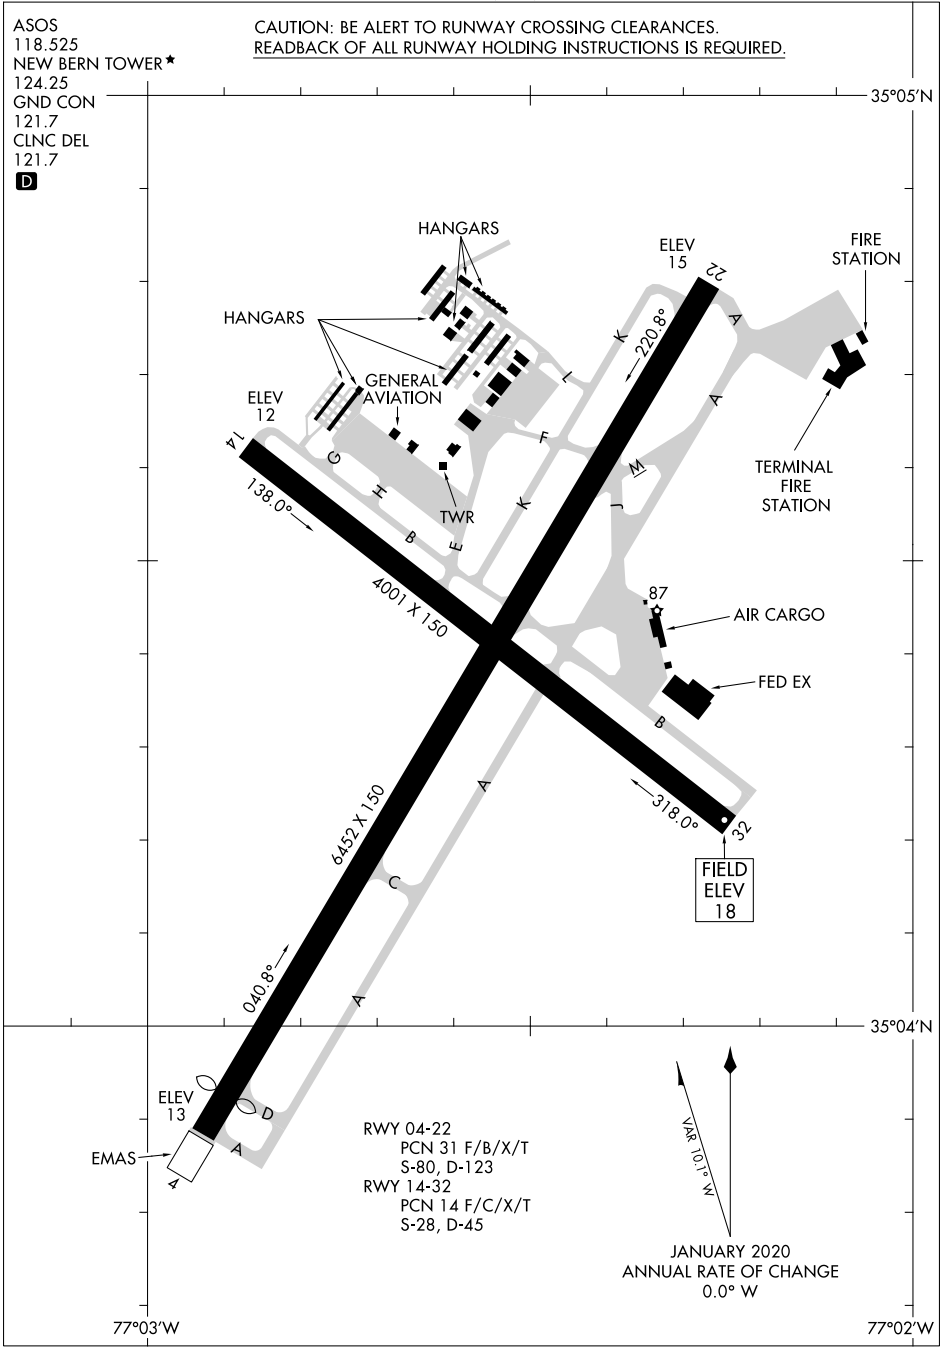 ASOS
118.525
NEW BERN TOWER★
124.25
GND CON
121.7
CLNC DEL
121.7
D
CAUTION: BE ALERT TO RUNWAY CROSSING CLEARANCES.
READBACK OF ALL RUNWAY HOLDING INSTRUCTIONS IS REQUIRED.
35°05'N
HANGARS
ELEV
15
22
FIRE
STATION
A
K
220.8°
HANGARS
L
GENERAL
AVIATION
A
ELEV
12
14
F
G
M
TERMINAL
FIRE
STATION
138.0°
H
K
J
TWR
B
E
4001 X 150
87
AIR CARGO
FED EX
B
A
318.0°
32
6452 X 150
C
FIELD
ELEV
18
040.8°
A
35°04'N
ELEV
13
D
A
EMAS
4
RWY 04-22
PCN 31 F/B/X/T
S-80, D-123
RWY 14-32
PCN 14 F/C/X/T
S-28, D-45
VAR 10.1° W
JANUARY 2020
ANNUAL RATE OF CHANGE
0.0° W
77°03'W
77°02'W